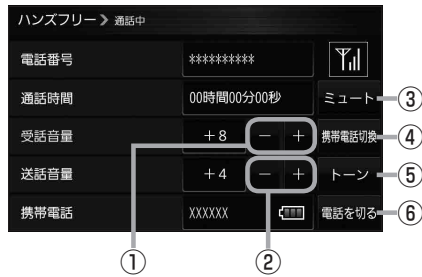 ハンズフリー》通話中
電話番号 **********
通話時間 00時間00分00秒 ミュート ③
受話音量 +8 − + 携帯電話切換 ④
送話音量 +4 − + トーン ⑤
携帯電話 XXXXXX 電話を切る ⑥
① ②